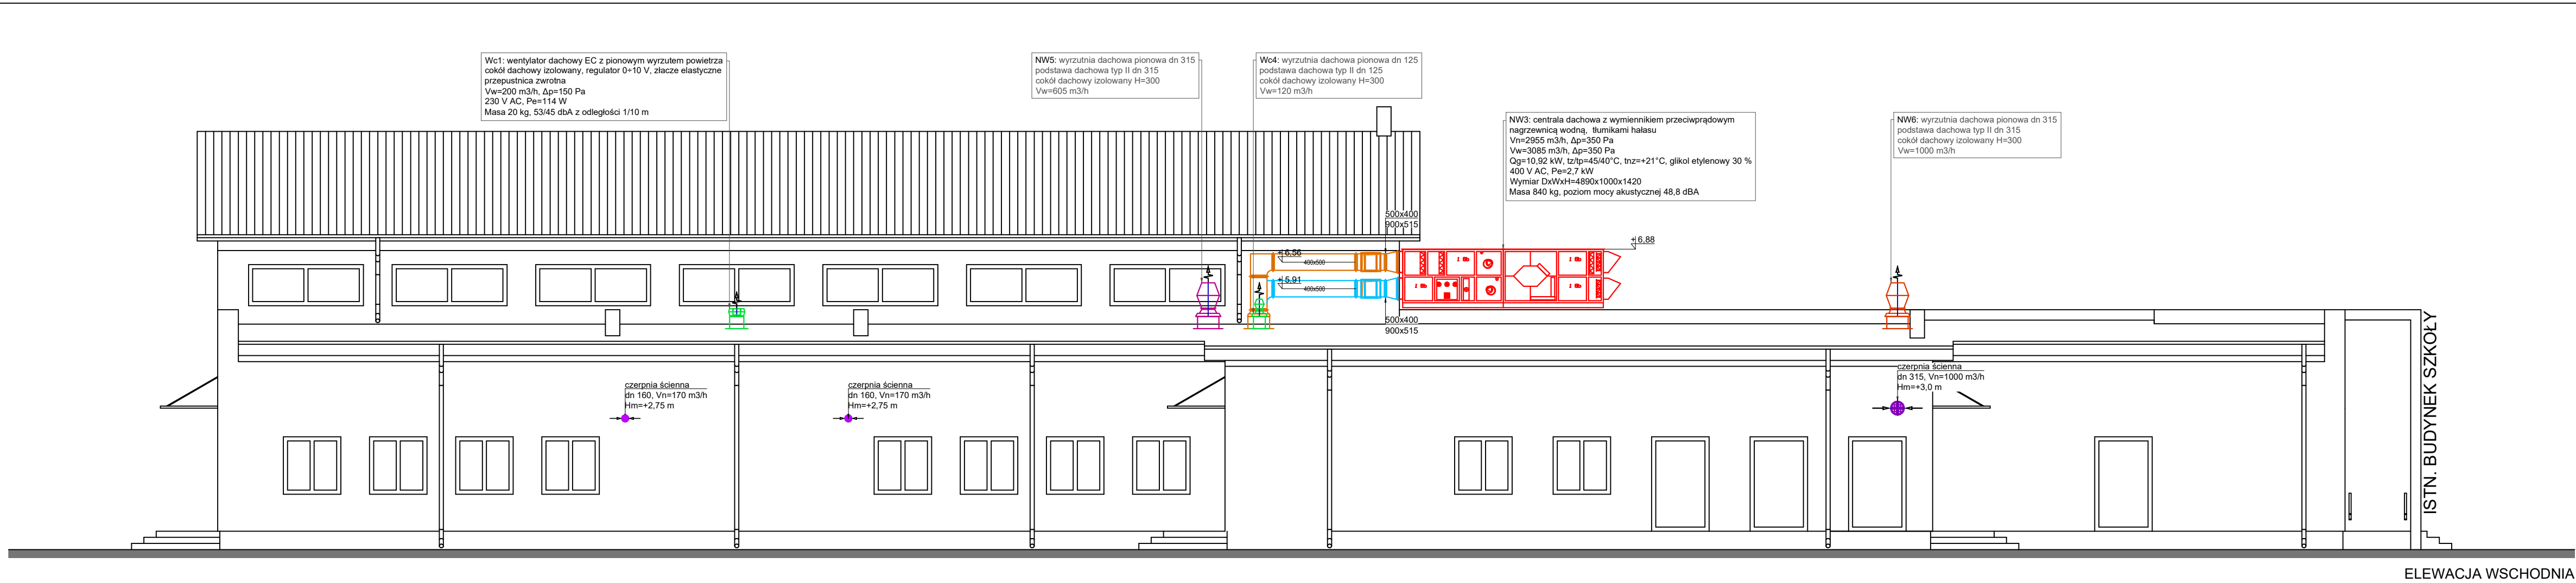 Wc1: wentylator dachowy EC z pionowym wyrzutem powietrza
cokół dachowy izolowany, regulator 0÷10 V, złacze elastyczne
przepustnica zwrotna
Vw=200 m3/h, Δp=150 Pa
230 V AC, Pe=114 W
Masa 20 kg, 53/45 dbA z odległości 1/10 m
NW5: wyrzutnia dachowa pionowa dn 315
podstawa dachowa typ II dn 315
cokół dachowy izolowany H=300
Vw=605 m3/h
Wc4: wyrzutnia dachowa pionowa dn 125
podstawa dachowa typ II dn 125
cokół dachowy izolowany H=300
Vw=120 m3/h
NW3: centrala dachowa z wymiennikiem przeciwprądowym
nagrzewnicą wodną, tłumikami hałasu
Vn=2955 m3/h, Δp=350 Pa
Vw=3085 m3/h, Δp=350 Pa
Qg=10,92 kW, tz/tp=45/40°C, tnz=+21°C, glikol etylenowy 30 %
400 V AC, Pe=2,7 kW
Wymiar DxWxH=4890x1000x1420
Masa 840 kg, poziom mocy akustycznej 48,8 dBA
NW6: wyrzutnia dachowa pionowa dn 315
podstawa dachowa typ II dn 315
cokół dachowy izolowany H=300
Vw=1000 m3/h
500x400
900x515
+6,88
+6,56
400x500
+5,91
400x500
500x400
900x515
czerpnia ścienna
dn 160, Vn=170 m3/h
Hm=+2,75 m
czerpnia ścienna
dn 160, Vn=170 m3/h
Hm=+2,75 m
czerpnia ścienna
dn 315, Vn=1000 m3/h
Hm=+3,0 m
ISTN. BUDYNEK SZKOŁY
ELEWACJA WSCHODNIA